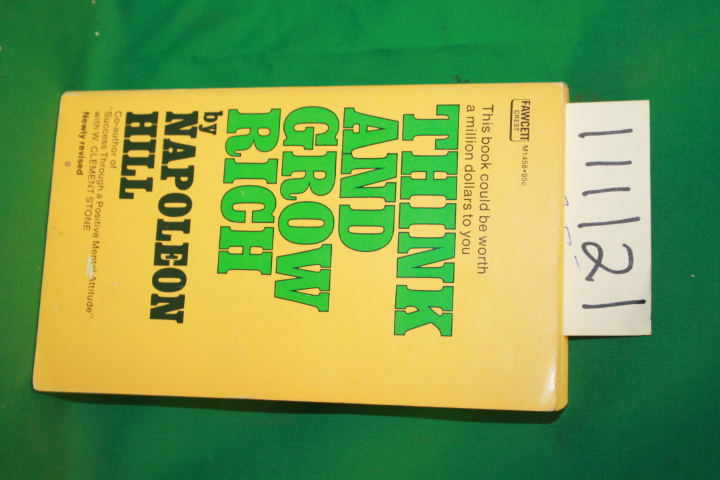 FAWCETT
CREST
M1458•95c
This book could be worth
a million dollars to you
THINK
AND
GROW
RICH
by
NAPOLEON
HILL
Co-author of
"Success Through a Positive Mental Attitude"
with W. CLEMENT STONE
Newly revised
111121